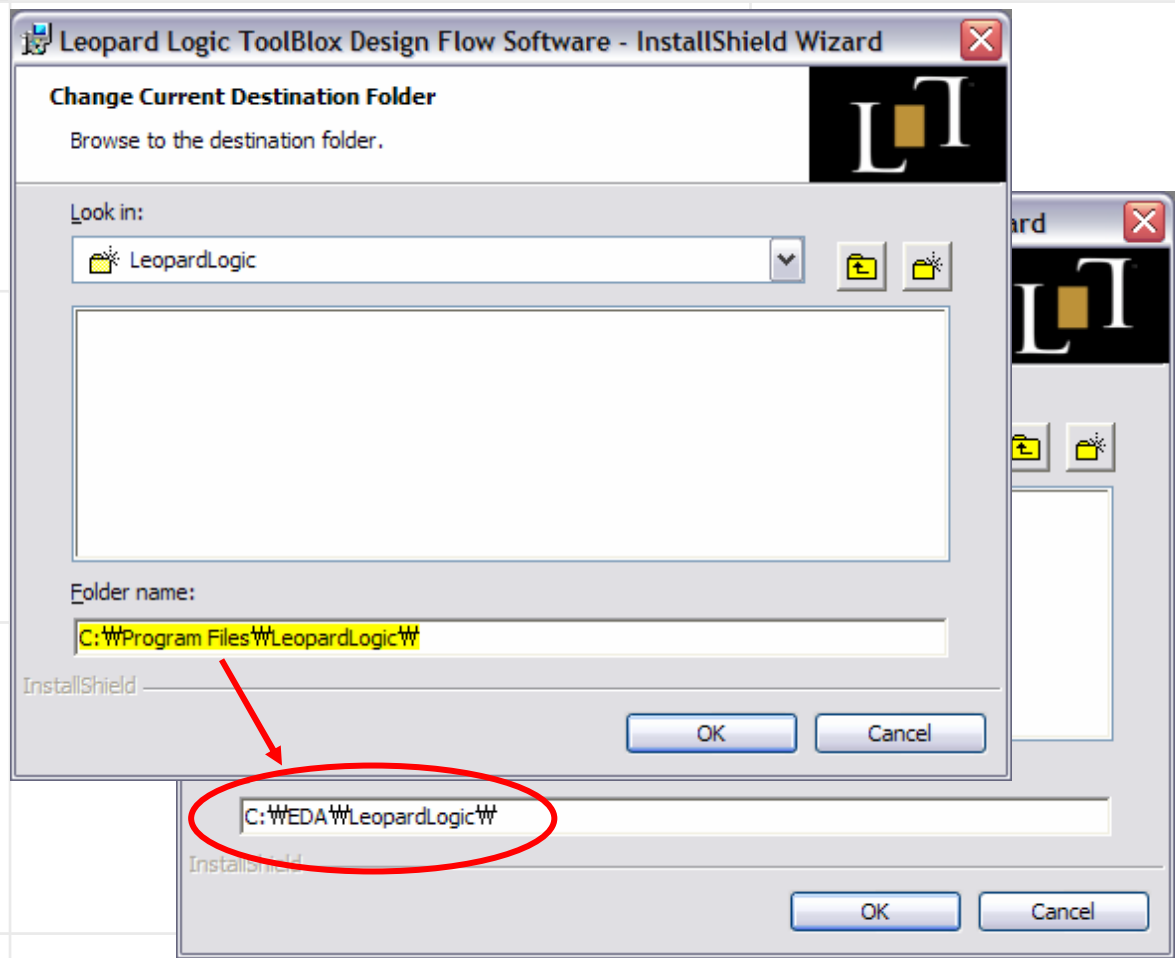 Leopard Logic ToolBlox Design Flow Software - InstallShield Wizard
Change Current Destination Folder
Browse to the destination folder.
Look in:
LeopardLogic
Folder name:
C:₩Program Files₩LeopardLogic₩
InstallShield
OK Cancel
ard
C:₩EDA₩LeopardLogic₩
InstallShield
OK Cancel